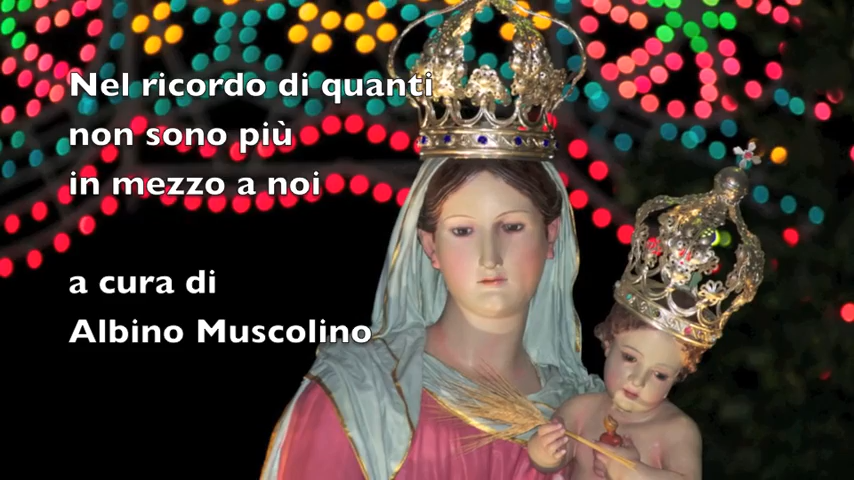 Nel ricordo di quanti
non sono più
in mezzo a noi
a cura di
Albino Muscolino